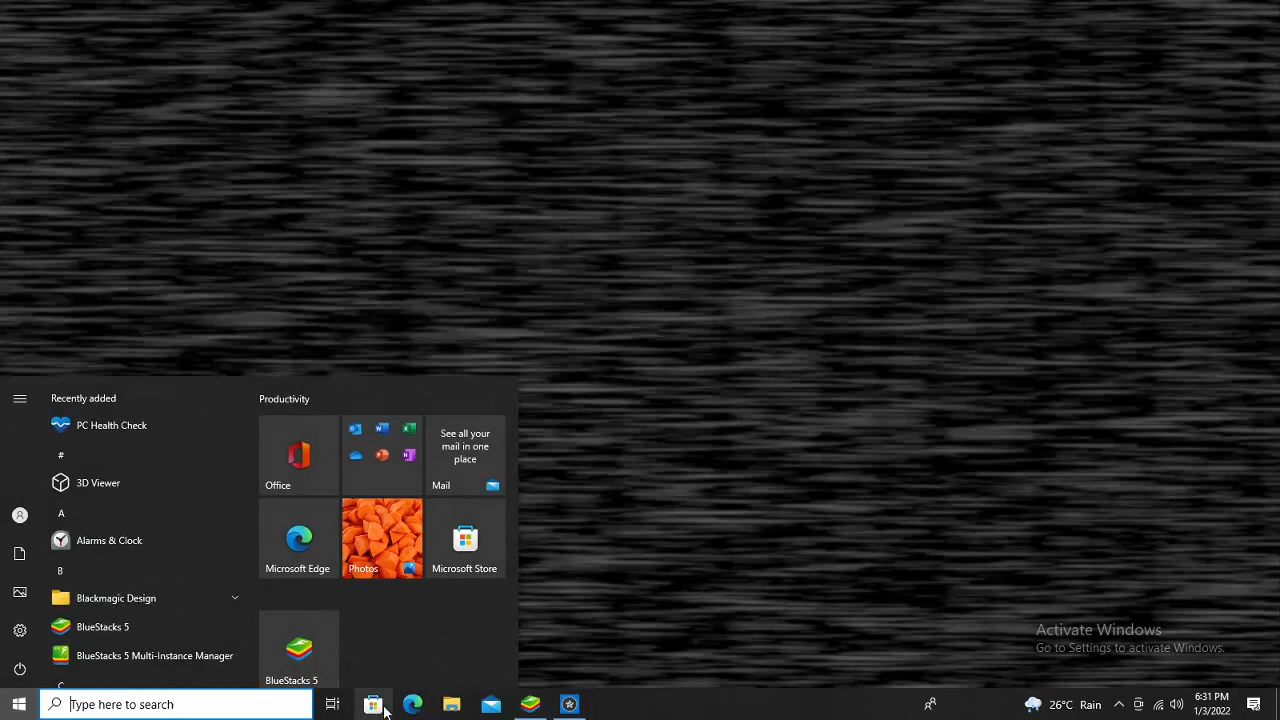 Recently added
PC Health Check
#
3D Viewer
A
Alarms & Clock
B
Blackmagic Design
BlueStacks 5
BlueStacks 5 Multi-Instance Manager
Productivity
Office
See all your
mail in one
place
Mail
Microsoft Edge
Photos
Microsoft Store
BlueStacks 5
Activate Windows
Go to Settings to activate Windows.
Type here to search
26°C Rain
6:31 PM
1/3/2022